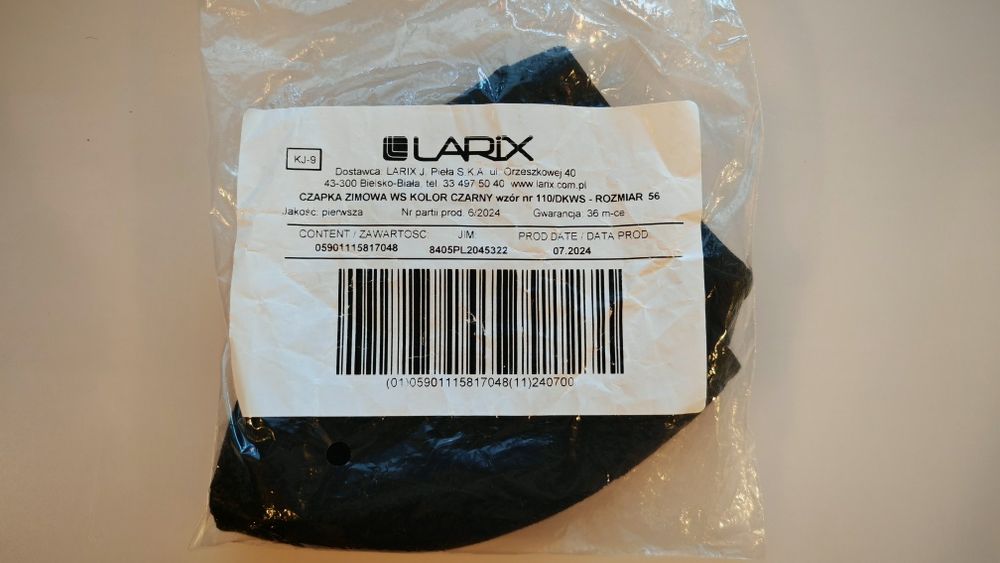 LARIX
KJ-9
Dostawca: LARIX J. Pieła S.K.A. ul. Orzeszkowej 40
43-300 Bielsko-Biała, tel. 33 497 50 40 www.larix.com.pl
CZAPKA ZIMOWA WS KOLOR CZARNY wzór nr 110/DKWS - ROZMIAR 56
Jakość: pierwsza Nr partii prod. 6/2024 Gwarancja: 36 m-ce
CONTENT / ZAWARTOŚĆ JIM PROD.DATE / DATA PROD.
05901115817048 8405PL2045322 07.2024
(01)05901115817048(11)240700